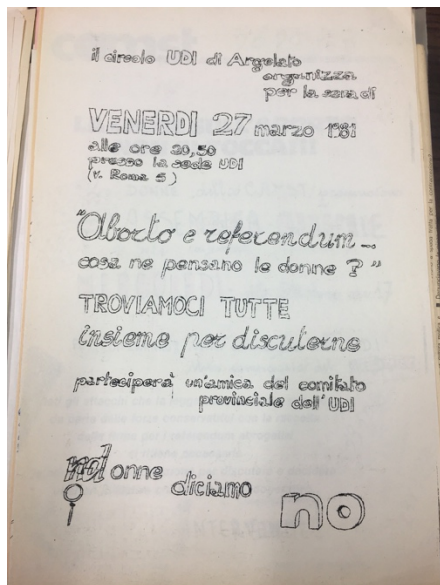 il circolo UDI di Argelato
organizza
per la sera di
VENERDI 27 marzo 1981
alle ore 20,30
presso la sede UDI
(v. Roma 5)
"Aborto e referendum...
cosa ne pensano le donne?"
TROVIAMOCI TUTTE
insieme per discuterne
parteciperà un'amica del comitato
provinciale dell'UDI
noi donne
diciamo
no